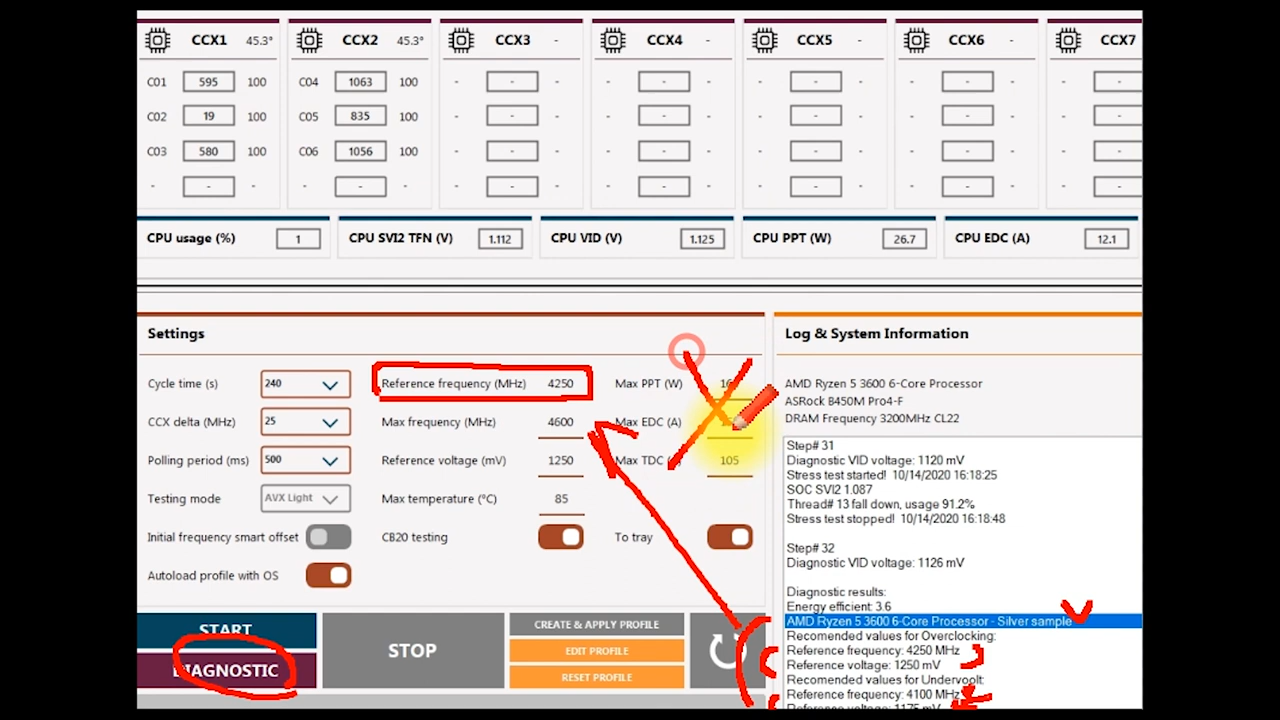 CCX1 45.3° CCX2 45.3° CCX3 - CCX4 - CCX5 - CCX6 - CCX7
C01 595 100 C04 1063 100 - - - - - - - - - - - - - -
C02 19 100 C05 835 100 - - - - - - - - - - - - - -
C03 580 100 C06 1056 100 - - - - - - - - - - - - - -
- - - - - - - - - - - - - - - - - - - -
CPU usage (%) 1 CPU SVI2 TFN (V) 1.112 CPU VID (V) 1.125 CPU PPT (W) 26.7 CPU EDC (A) 12.1
Settings
Cycle time (s) 240 Reference frequency (MHz) 4250 Max PPT (W)
CCX delta (MHz) 25 Max frequency (MHz) 4600 Max EDC (A)
Polling period (ms) 500 Reference voltage (mV) 1250 Max TDC 105
Testing mode AVX Light Max temperature (°C) 85
Initial frequency smart offset CB20 testing To tray
Autoload profile with OS
START
DIAGNOSTIC
STOP
CREATE & APPLY PROFILE
EDIT PROFILE
RESET PROFILE
Log & System Information
AMD Ryzen 5 3600 6-Core Processor
ASRock B450M Pro4-F
DRAM Frequency 3200MHz CL22
Step# 31
Diagnostic VID voltage: 1120 mV
Stress test started! 10/14/2020 16:18:25
SOC SVI2 1.087
Thread# 13 fall down, usage 91.2%
Stress test stopped! 10/14/2020 16:18:48
Step# 32
Diagnostic VID voltage: 1126 mV
Diagnostic results:
Energy efficient: 3.6
AMD Ryzen 5 3600 6-Core Processor - Silver sample
Recomended values for Overclocking:
Reference frequency: 4250 MHz
Reference voltage: 1250 mV
Recomended values for Undervoolt:
Reference frequency: 4100 MHz
Reference voltage: 1175 mV